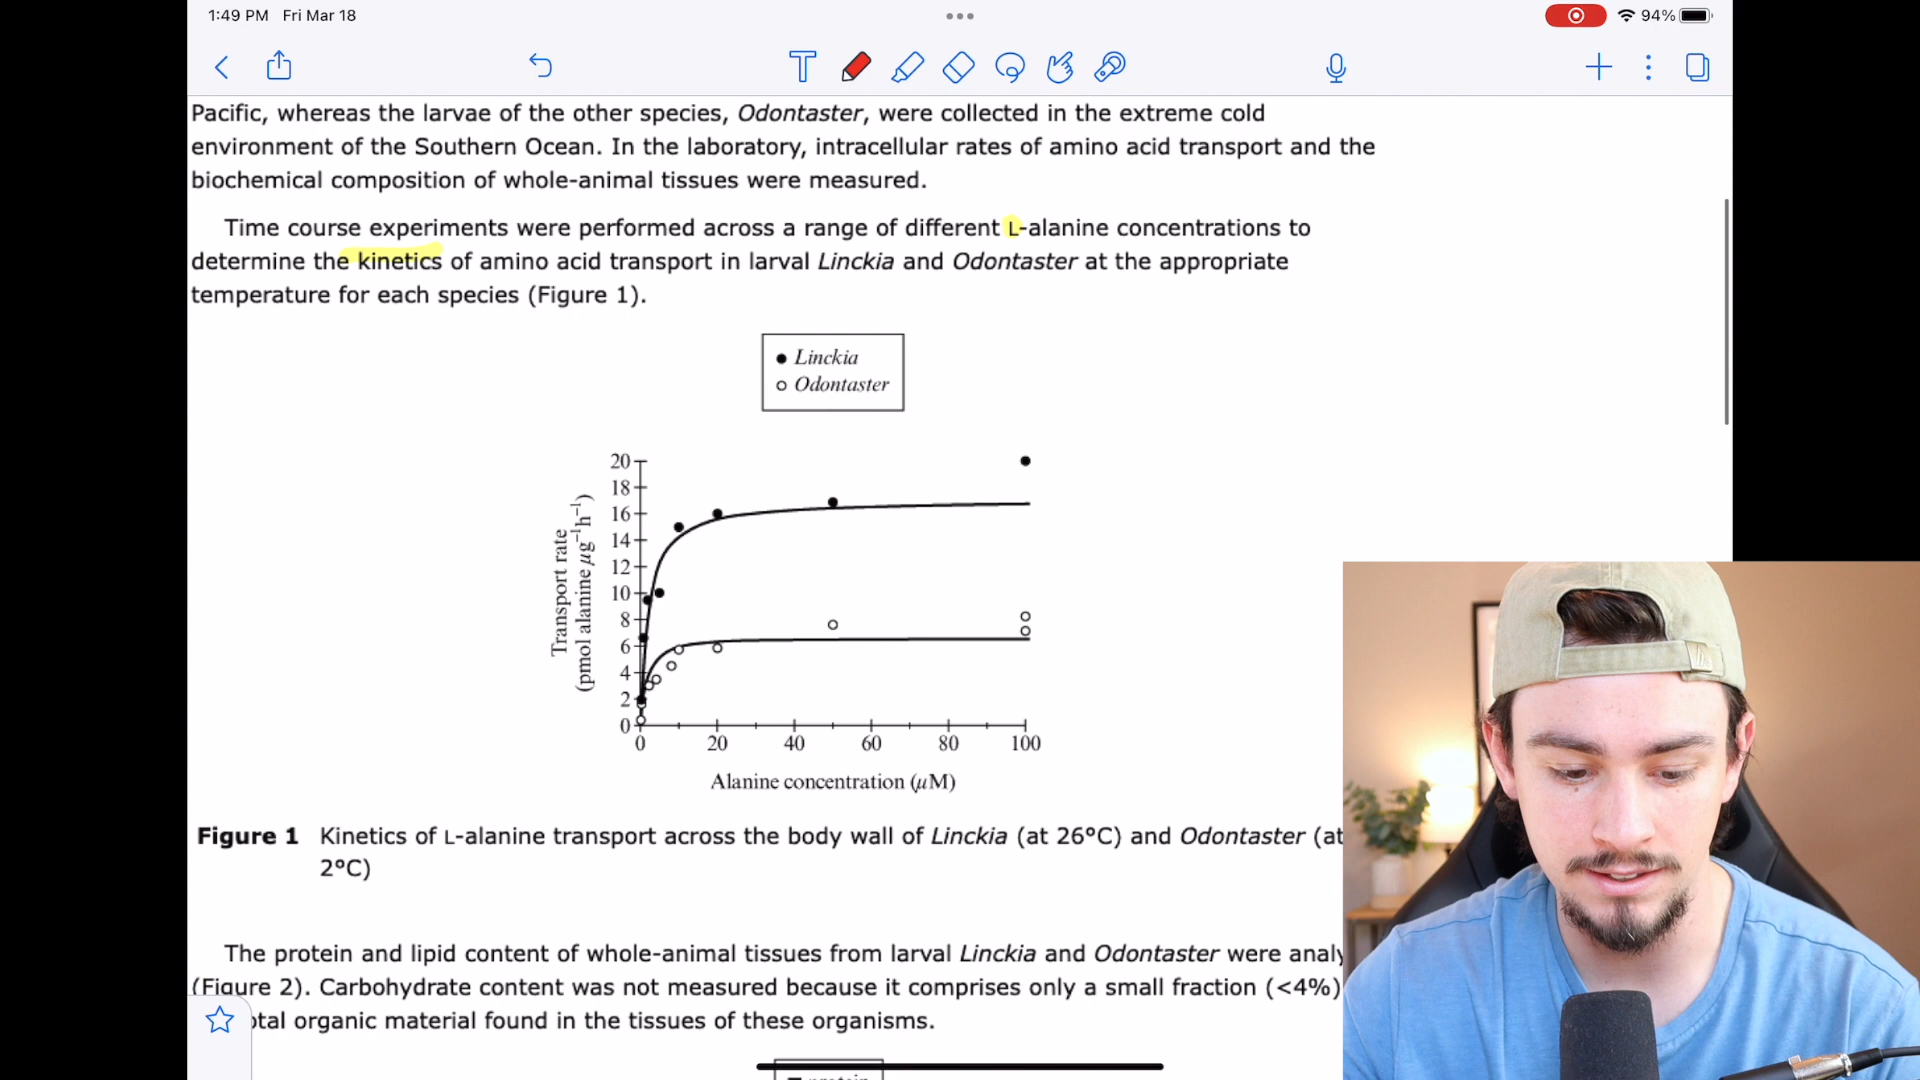 1:49 PM Fri Mar 18
94%
Pacific, whereas the larvae of the other species, Odontaster, were collected in the extreme cold
environment of the Southern Ocean. In the laboratory, intracellular rates of amino acid transport and the
biochemical composition of whole-animal tissues were measured.
Time course experiments were performed across a range of different L-alanine concentrations to
determine the kinetics of amino acid transport in larval Linckia and Odontaster at the appropriate
temperature for each species (Figure 1).
Linckia
Odontaster
Transport rate
(pmol alanine μg⁻¹h⁻¹)
20
18
16
14
12
10
8
6
4
2
0
0 20 40 60 80 100
Alanine concentration (μM)
Figure 1 Kinetics of L-alanine transport across the body wall of Linckia (at 26°C) and Odontaster (at
2°C)
The protein and lipid content of whole-animal tissues from larval Linckia and Odontaster were analy
(Figure 2). Carbohydrate content was not measured because it comprises only a small fraction (<4%)
otal organic material found in the tissues of these organisms.